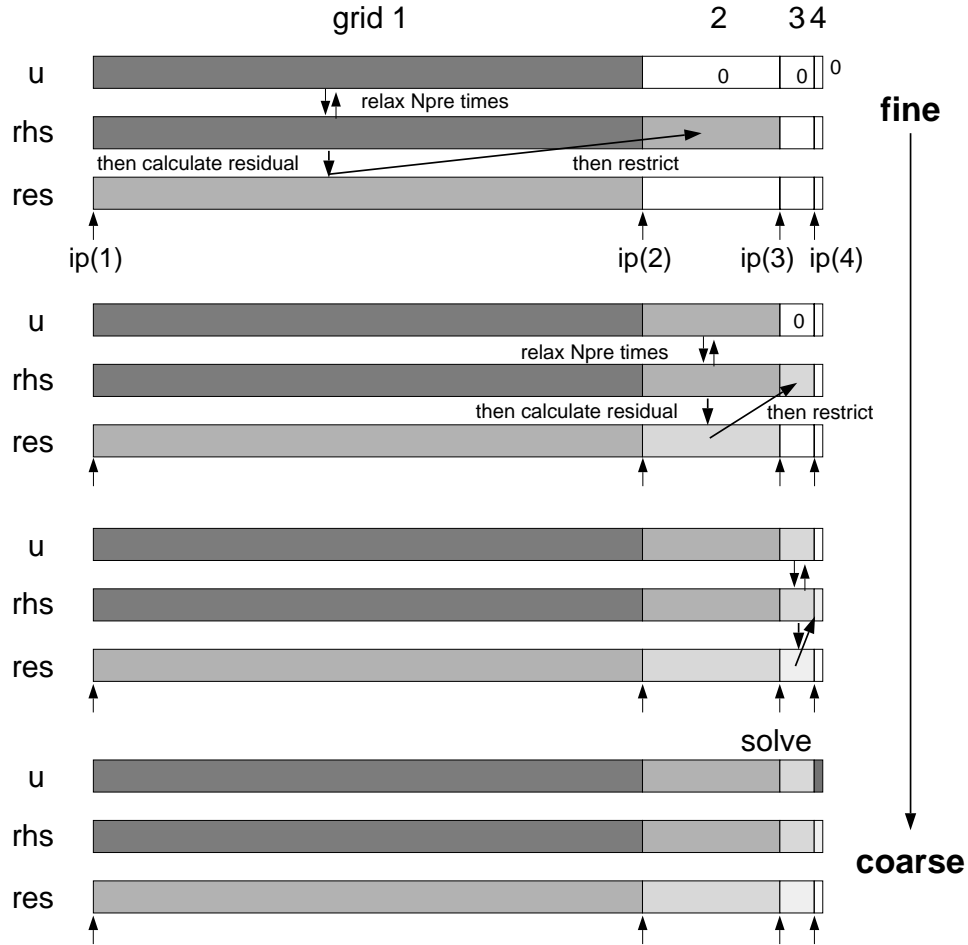 grid 1 2 3 4
u 0 0 0
relax Npre times
fine
rhs
then calculate residual then restrict
res
ip(1) ip(2) ip(3) ip(4)
u 0
relax Npre times
rhs
then calculate residual then restrict
res
u
rhs
res
solve
u
rhs
coarse
res